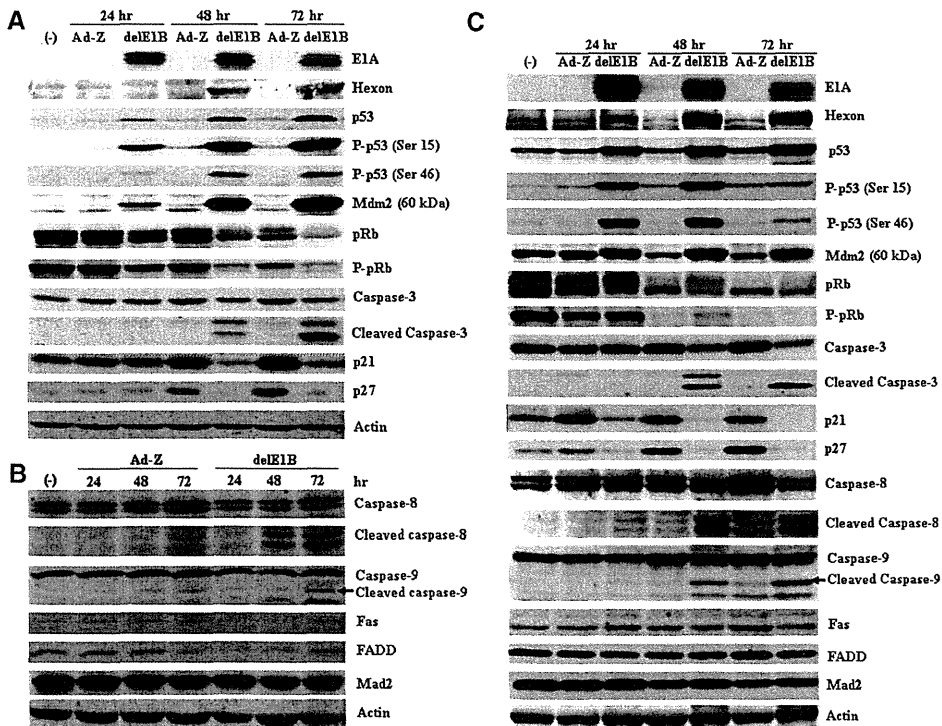 A
24 hr 48 hr 72 hr
(-) Ad-Z delE1B Ad-Z delE1B Ad-Z delE1B
E1A
Hexon
p53
P-p53 (Ser 15)
P-p53 (Ser 46)
Mdm2 (60 kDa)
pRb
P-pRb
Caspase-3
Cleaved Caspase-3
p21
p27
Actin
B
Ad-Z delE1B
(-) 24 48 72 24 48 72 hr
Caspase-8
Cleaved caspase-8
Caspase-9
Cleaved caspase-9
Fas
FADD
Mad2
Actin
C
24 hr 48 hr 72 hr
(-) Ad-Z delE1B Ad-Z delE1B Ad-Z delE1B
E1A
Hexon
p53
P-p53 (Ser 15)
P-p53 (Ser 46)
Mdm2 (60 kDa)
pRb
P-pRb
Caspase-3
Cleaved Caspase-3
p21
p27
Caspase-8
Cleaved Caspase-8
Caspase-9
Cleaved Caspase-9
Fas
FADD
Mad2
Actin